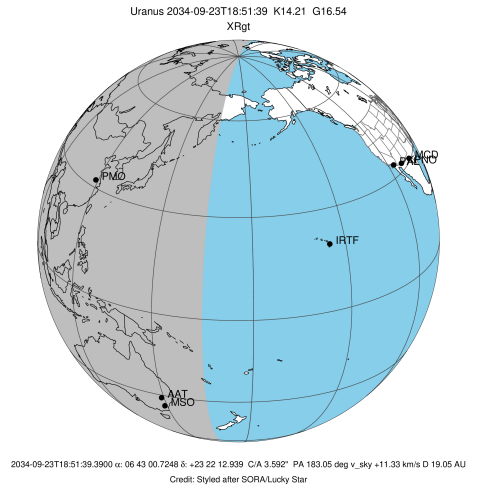 Uranus 2034-09-23T18:51:39 K14.21 G16.54
XRgt
MCD
PMO
IRTF
AAT
MSO
2034-09-23T18:51:39.3900 α: 06 43 00.7248 δ: +23 22 12.939 C/A 3.592" PA 183.05 deg v_sky +11.33 km/s D 19.05 AU
Credit: Styled after SORA/Lucky Star